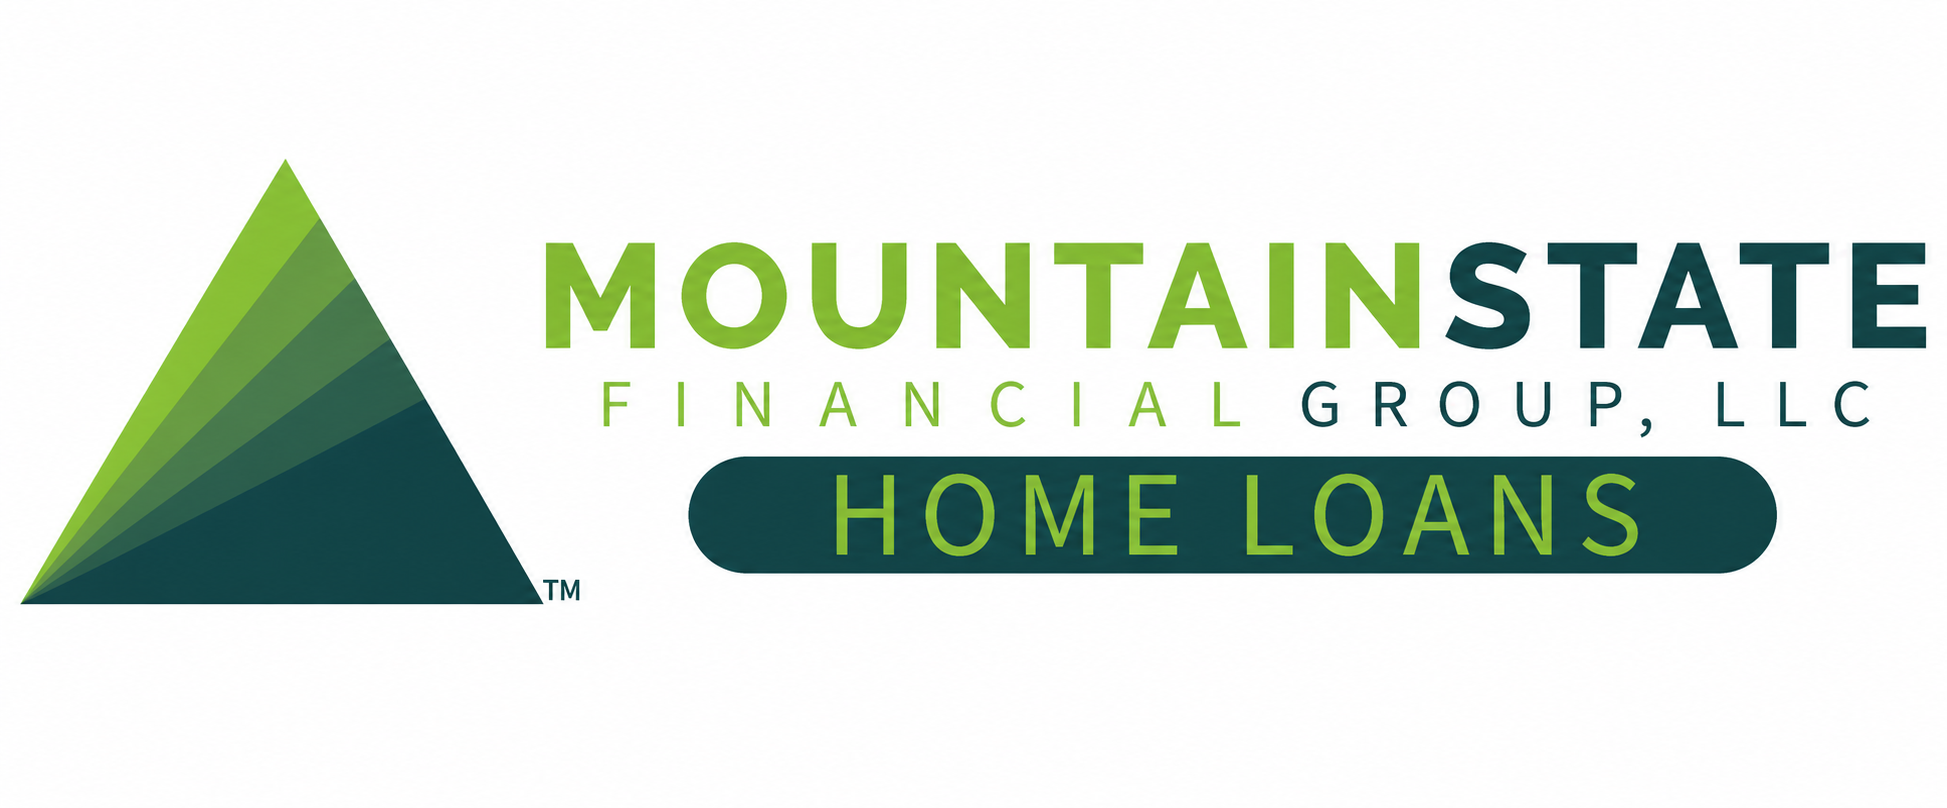 MOUNTAINSTATE
FINANCIAL GROUP, LLC
HOME LOANS
TM